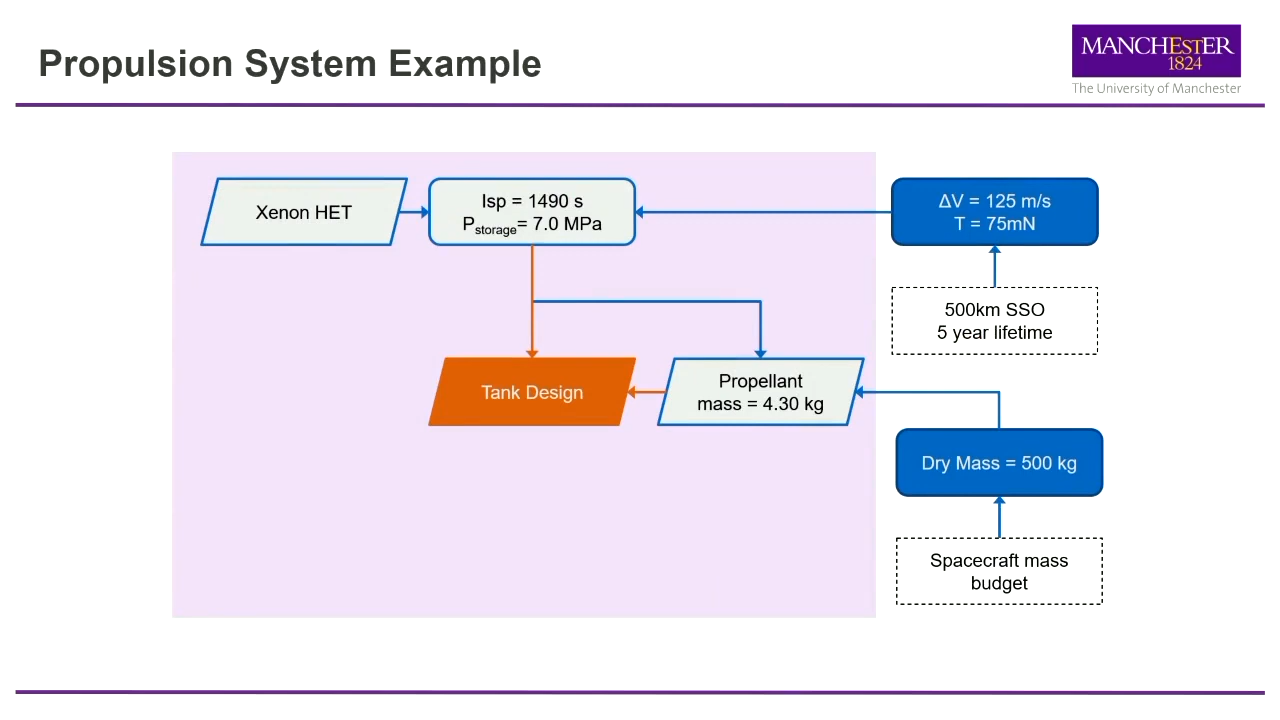 Propulsion System Example
MANCHESTER
1824
The University of Manchester
Xenon HET
Isp = 1490 s
Pstorage= 7.0 MPa
ΔV = 125 m/s
T = 75mN
500km SSO
5 year lifetime
Tank Design
Propellant
mass = 4.30 kg
Dry Mass = 500 kg
Spacecraft mass
budget